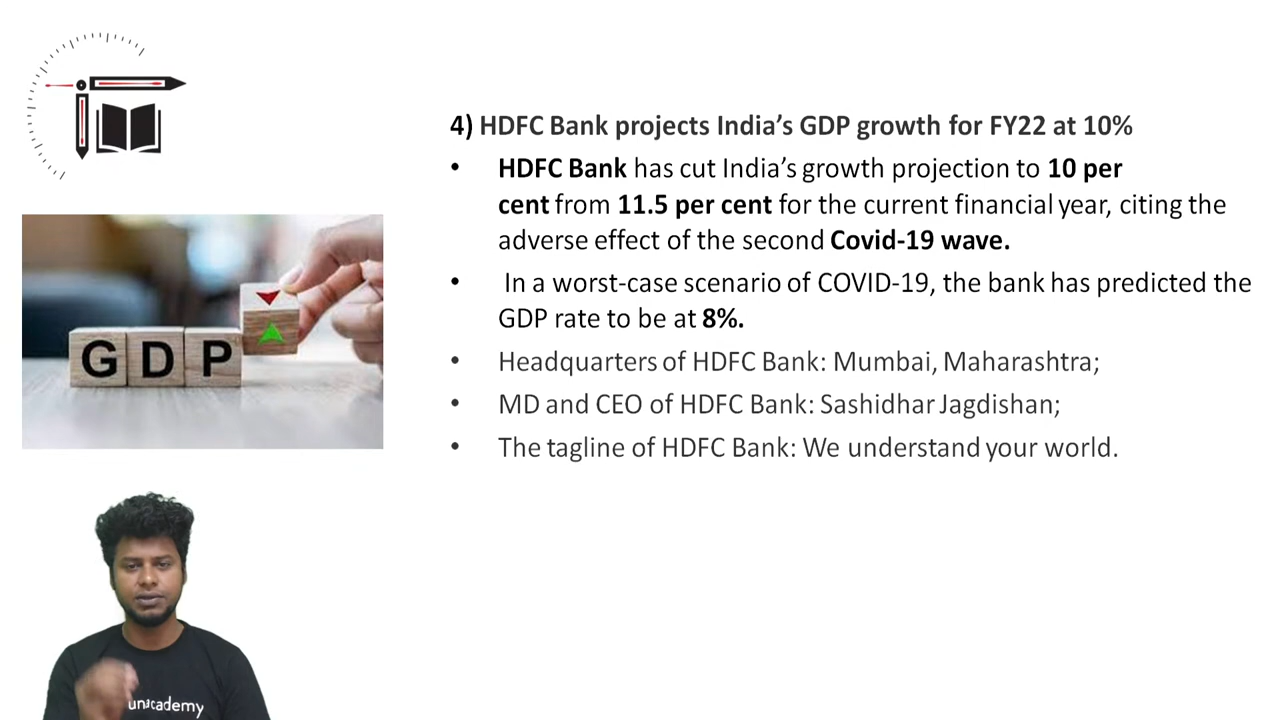 4) HDFC Bank projects India’s GDP growth for FY22 at 10%
• HDFC Bank has cut India’s growth projection to 10 per
cent from 11.5 per cent for the current financial year, citing the
adverse effect of the second Covid-19 wave.
• In a worst-case scenario of COVID-19, the bank has predicted the
GDP rate to be at 8%.
• Headquarters of HDFC Bank: Mumbai, Maharashtra;
• MD and CEO of HDFC Bank: Sashidhar Jagdishan;
• The tagline of HDFC Bank: We understand your world.
GDP
unacademy